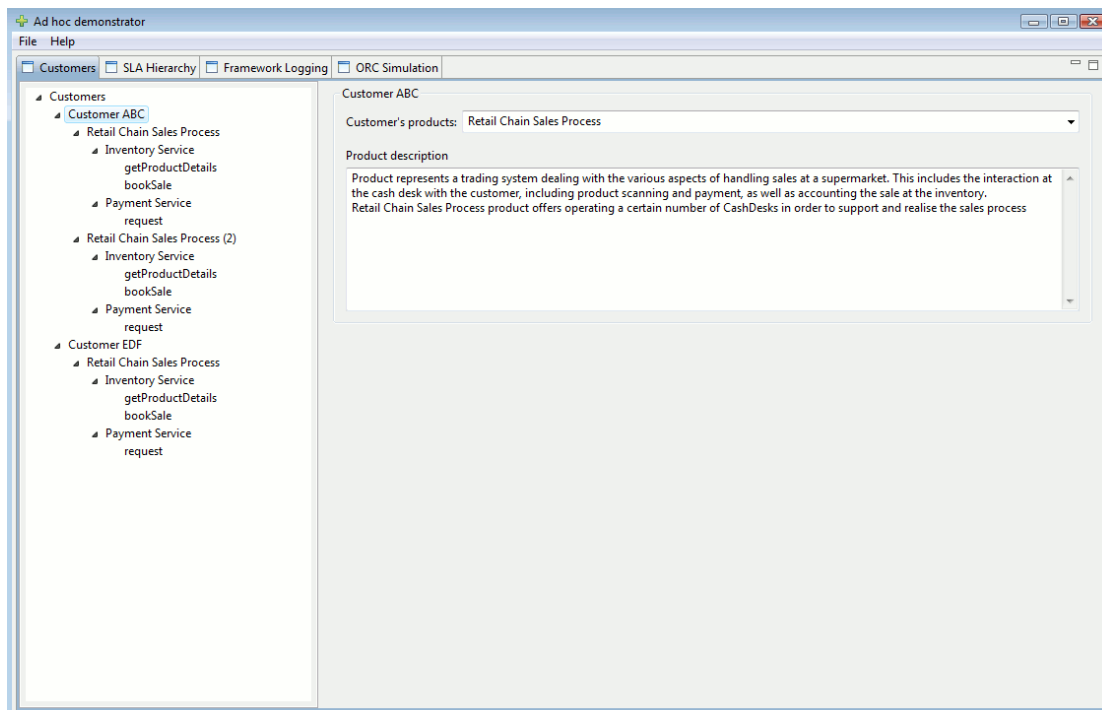 Ad hoc demonstrator
File Help
Customers SLA Hierarchy Framework Logging ORC Simulation
Customers
Customer ABC
Retail Chain Sales Process
Inventory Service
getProductDetails
bookSale
Payment Service
request
Retail Chain Sales Process (2)
Inventory Service
getProductDetails
bookSale
Payment Service
request
Customer EDF
Retail Chain Sales Process
Inventory Service
getProductDetails
bookSale
Payment Service
request
Customer ABC
Customer's products: Retail Chain Sales Process
Product description
Product represents a trading system dealing with the various aspects of handling sales at a supermarket. This includes the interaction at
the cash desk with the customer, including product scanning and payment, as well as accounting the sale at the inventory.
Retail Chain Sales Process product offers operating a certain number of CashDesks in order to support and realise the sales process